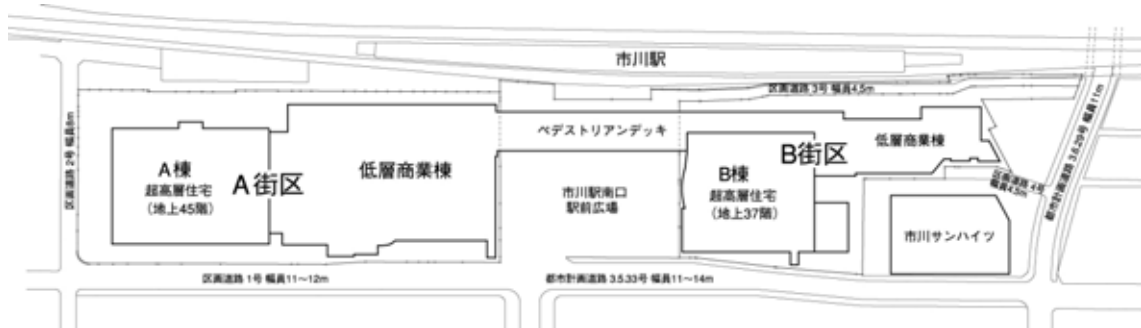 市川駅
区画道路 3号 幅員4.5m
ペデストリアンデッキ
低層商業棟
B街区
A棟
超高層住宅
（地上45階）
A街区
低層商業棟
市川駅南口
駅前広場
B棟
超高層住宅
（地上37階）
市川サンハイツ
区画道路 4号
幅員4.5m
都市計画道路 3.6.29号 幅員11m
区画道路 2号 幅員8m
区画道路 1号 幅員11～12m
都市計画道路 3.5.33号 幅員11～14m